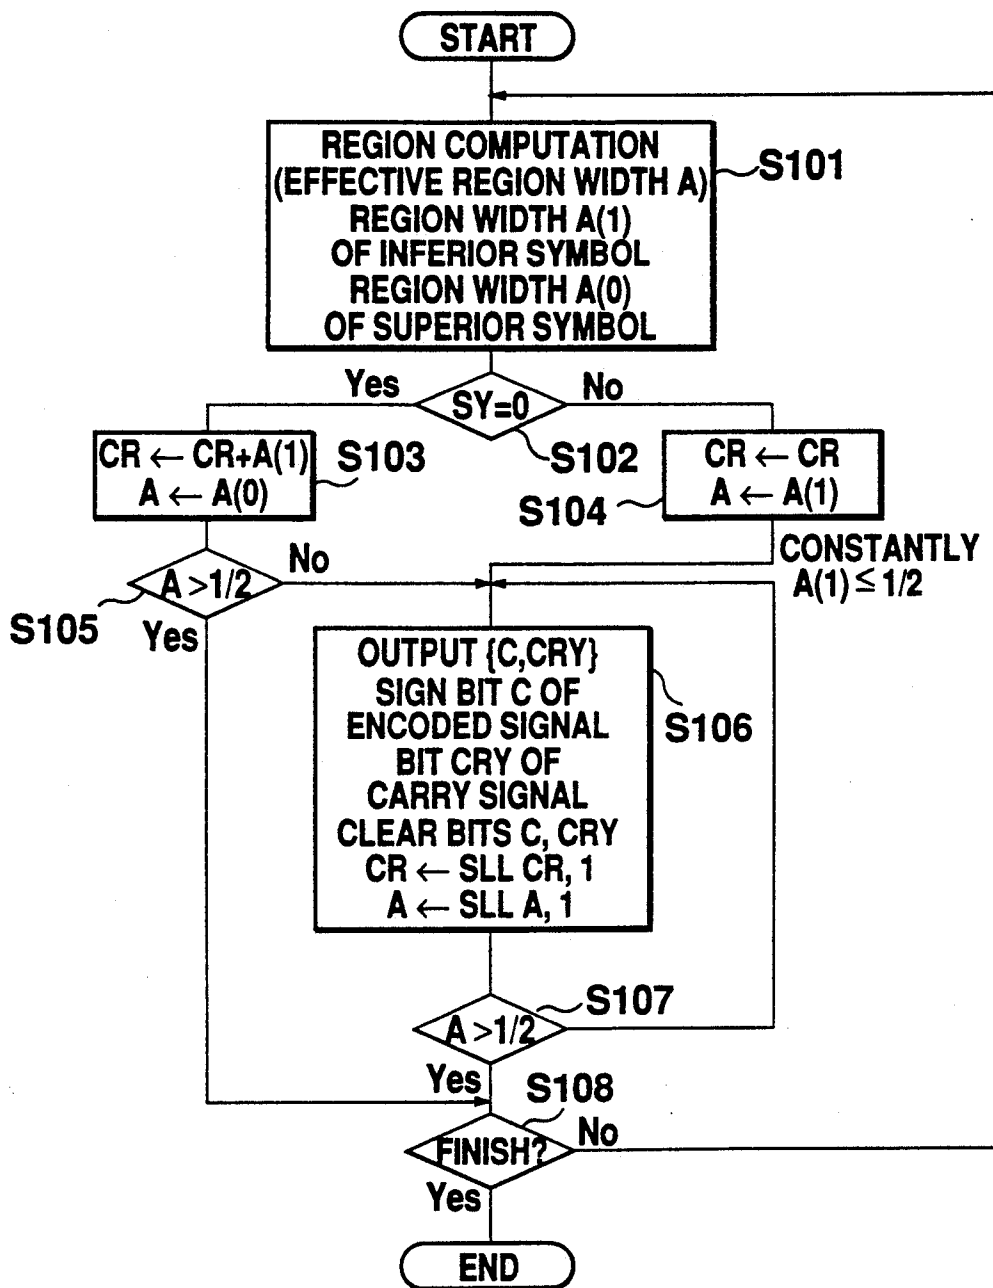 START
REGION COMPUTATION
(EFFECTIVE REGION WIDTH A)
REGION WIDTH A(1)
OF INFERIOR SYMBOL
REGION WIDTH A(0)
OF SUPERIOR SYMBOL
S101
Yes
SY=0
No
S102
CR ← CR+A(1)
A ← A(0)
S103
CR ← CR
A ← A(1)
S104
CONSTANTLY
A(1) ≦ 1/2
A >1/2
No
S105
Yes
OUTPUT {C,CRY}
SIGN BIT C OF
ENCODED SIGNAL
BIT CRY OF
CARRY SIGNAL
CLEAR BITS C, CRY
CR ← SLL CR, 1
A ← SLL A, 1
S106
A >1/2
S107
Yes
S108
FINISH?
No
Yes
END